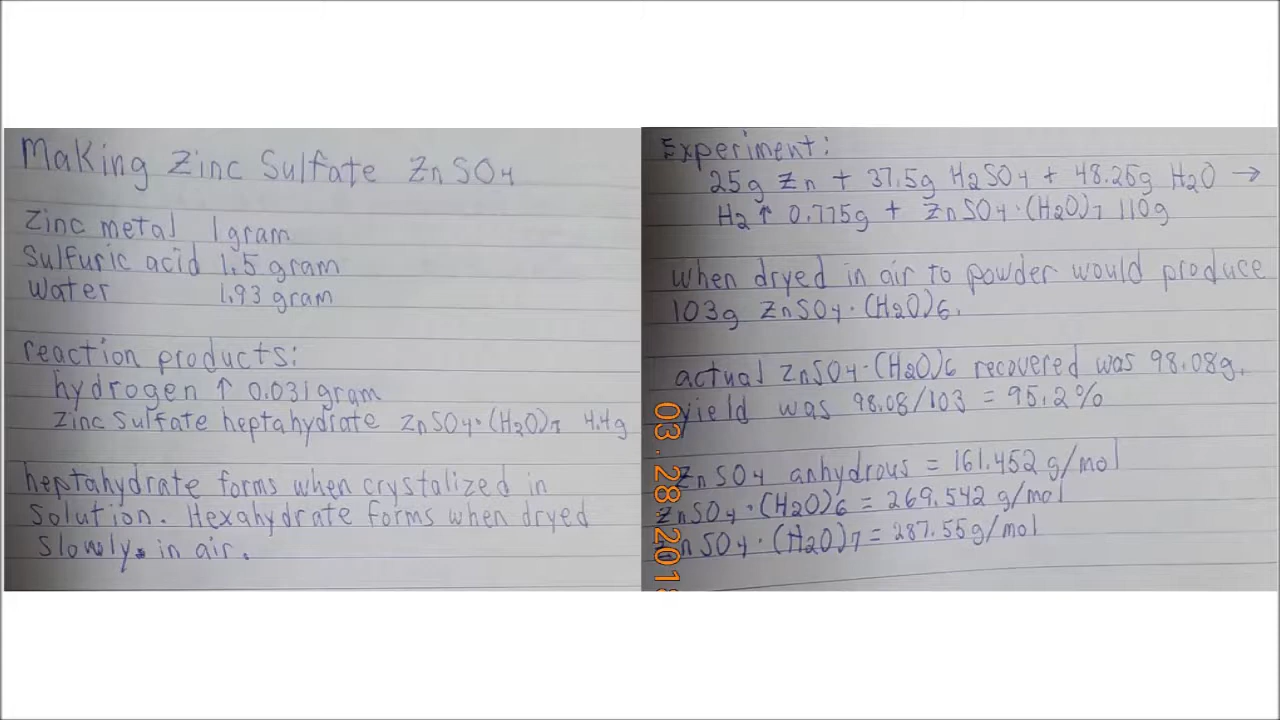 Making Zinc Sulfate ZnSO4
Zinc metal 1 gram
Sulfuric acid 1.5 gram
Water 1.93 gram
reaction products:
hydrogen ↑ 0.031 gram
Zinc Sulfate heptahydrate ZnSO4·(H2O)7 4.4g
heptahydrate forms when crystalized in
Solution. Hexahydrate forms when dryed
slowly in air.
Experiment:
25g Zn + 37.5g H2SO4 + 48.25g H2O →
H2↑ 0.775g + ZnSO4·(H2O)7 110g
when dryed in air to powder would produce
103g ZnSO4·(H2O)6.
actual ZnSO4·(H2O)6 recovered was 98.08g.
yield was 98.08/103 = 95.2%
ZnSO4 anhydrous = 161.452 g/mol
ZnSO4·(H2O)6 = 269.542 g/mol
ZnSO4·(H2O)7 = 287.55g/mol
03.28.201